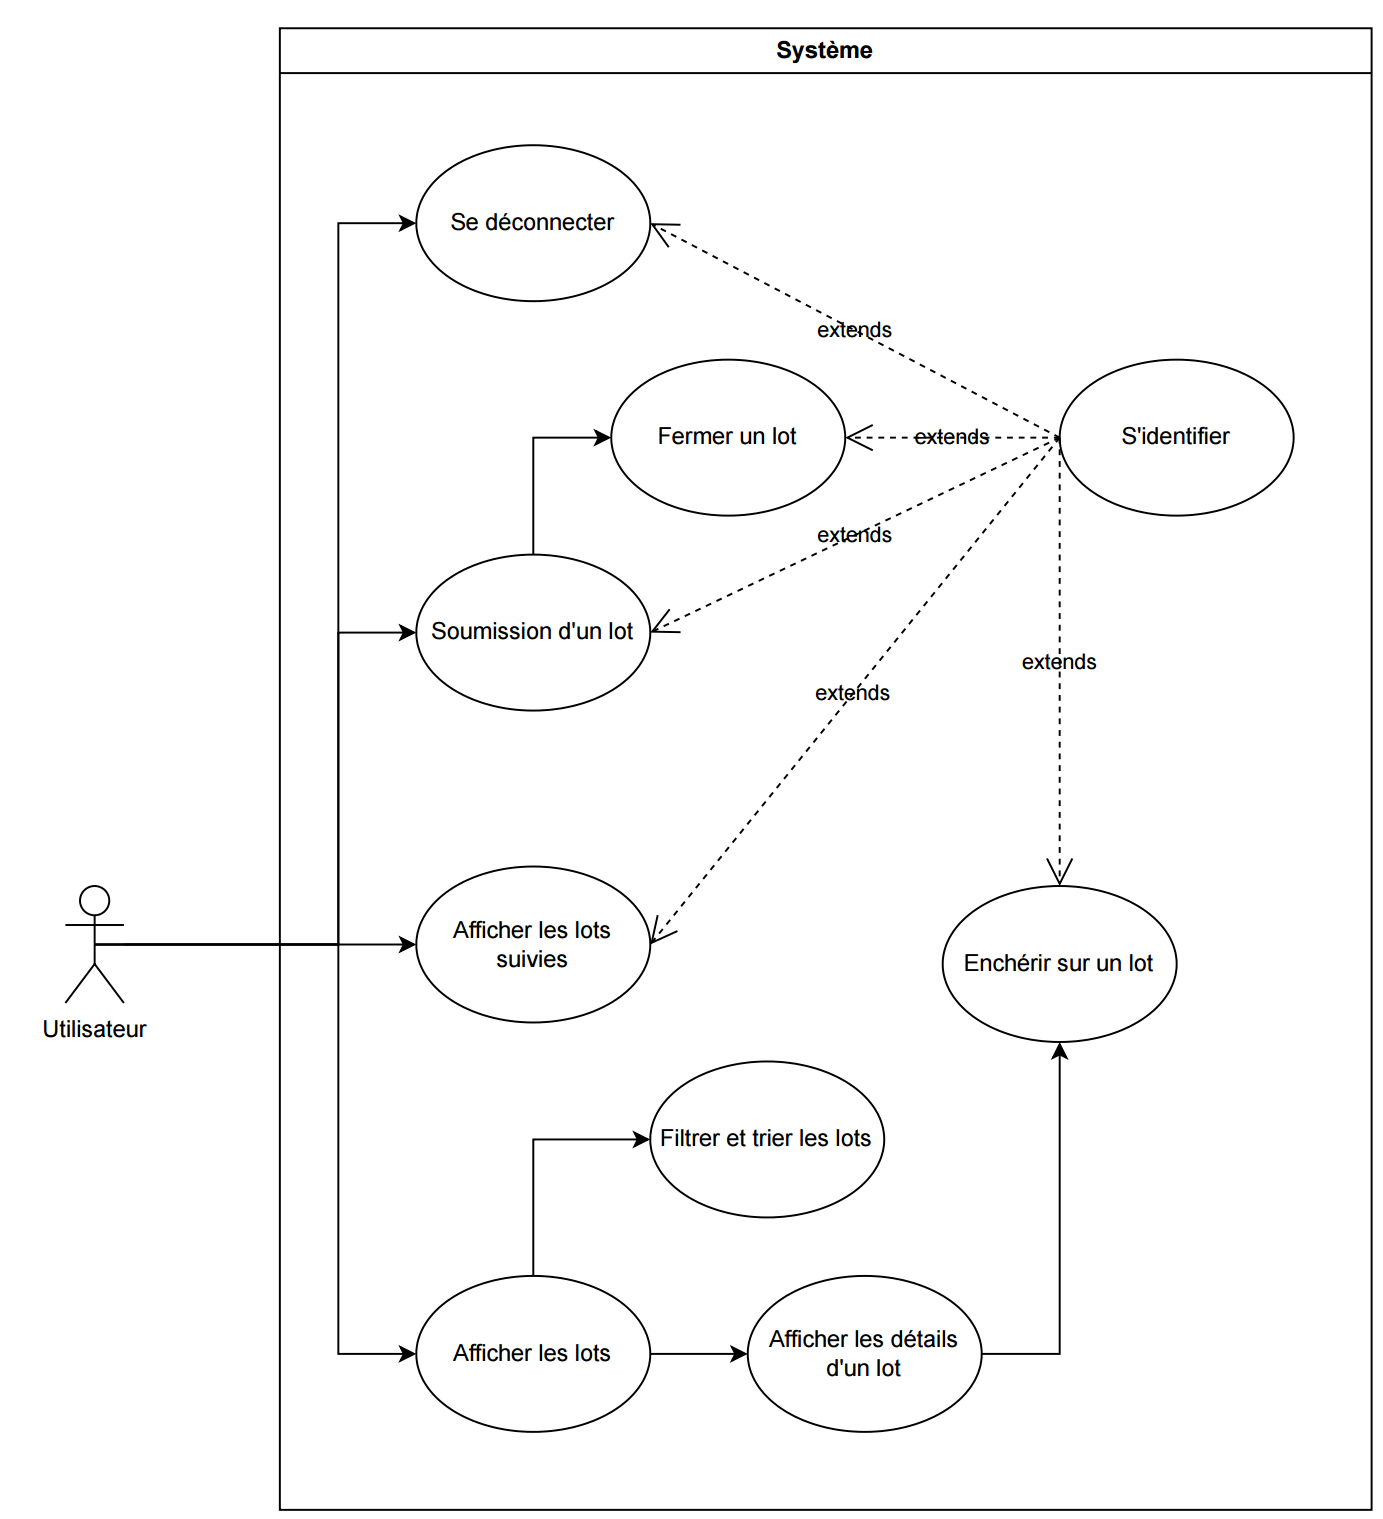 Système
Se déconnecter
extends
Fermer un lot
extends
S'identifier
extends
Soumission d'un lot
extends
extends
Afficher les lots
suivies
Enchérir sur un lot
Utilisateur
Filtrer et trier les lots
Afficher les lots
Afficher les détails
d'un lot